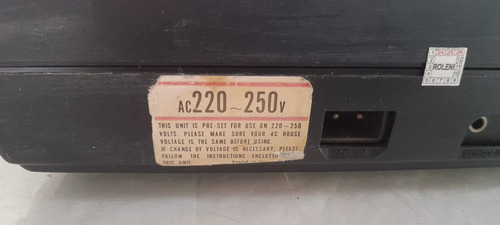 AC 220~250V
THIS UNIT IS PRE-SET FOR USE ON 220~250
VOLTS. PLEASE MAKE SURE YOUR AC HOUSE
VOLTAGE IS THE SAME BEFORE USING.
IF CHANGE OF VOLTAGE IS NECESSARY, PLEASE
FOLLOW THE INSTRUCTIONS ENCLOSED
THIS UNIT.
ROLENI